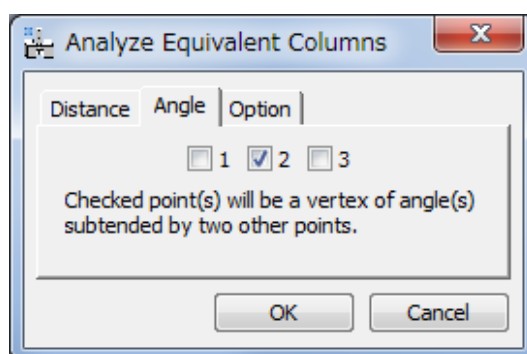 Analyze Equivalent Columns
Distance Angle Option
1 2 3
Checked point(s) will be a vertex of angle(s)
subtended by two other points.
OK Cancel